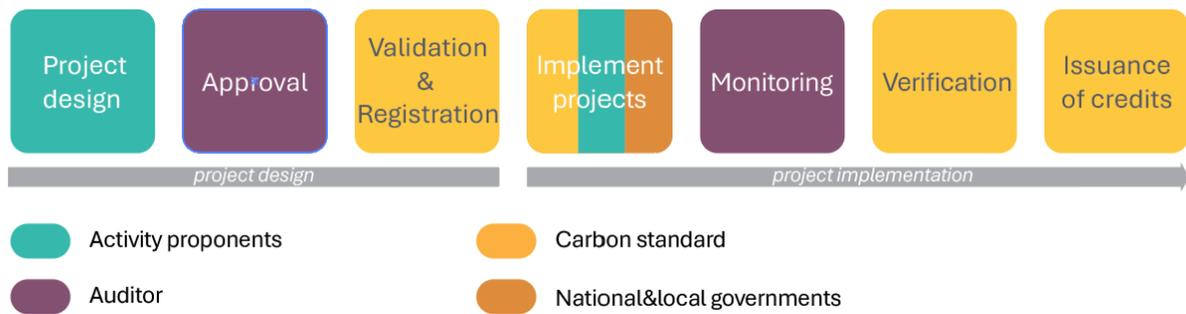 Project
design
Approval
Validation
&
Registration
Implement
projects
Monitoring
Verification
Issuance
of credits
project design
project implementation
Activity proponents
Carbon standard
Auditor
National&local governments